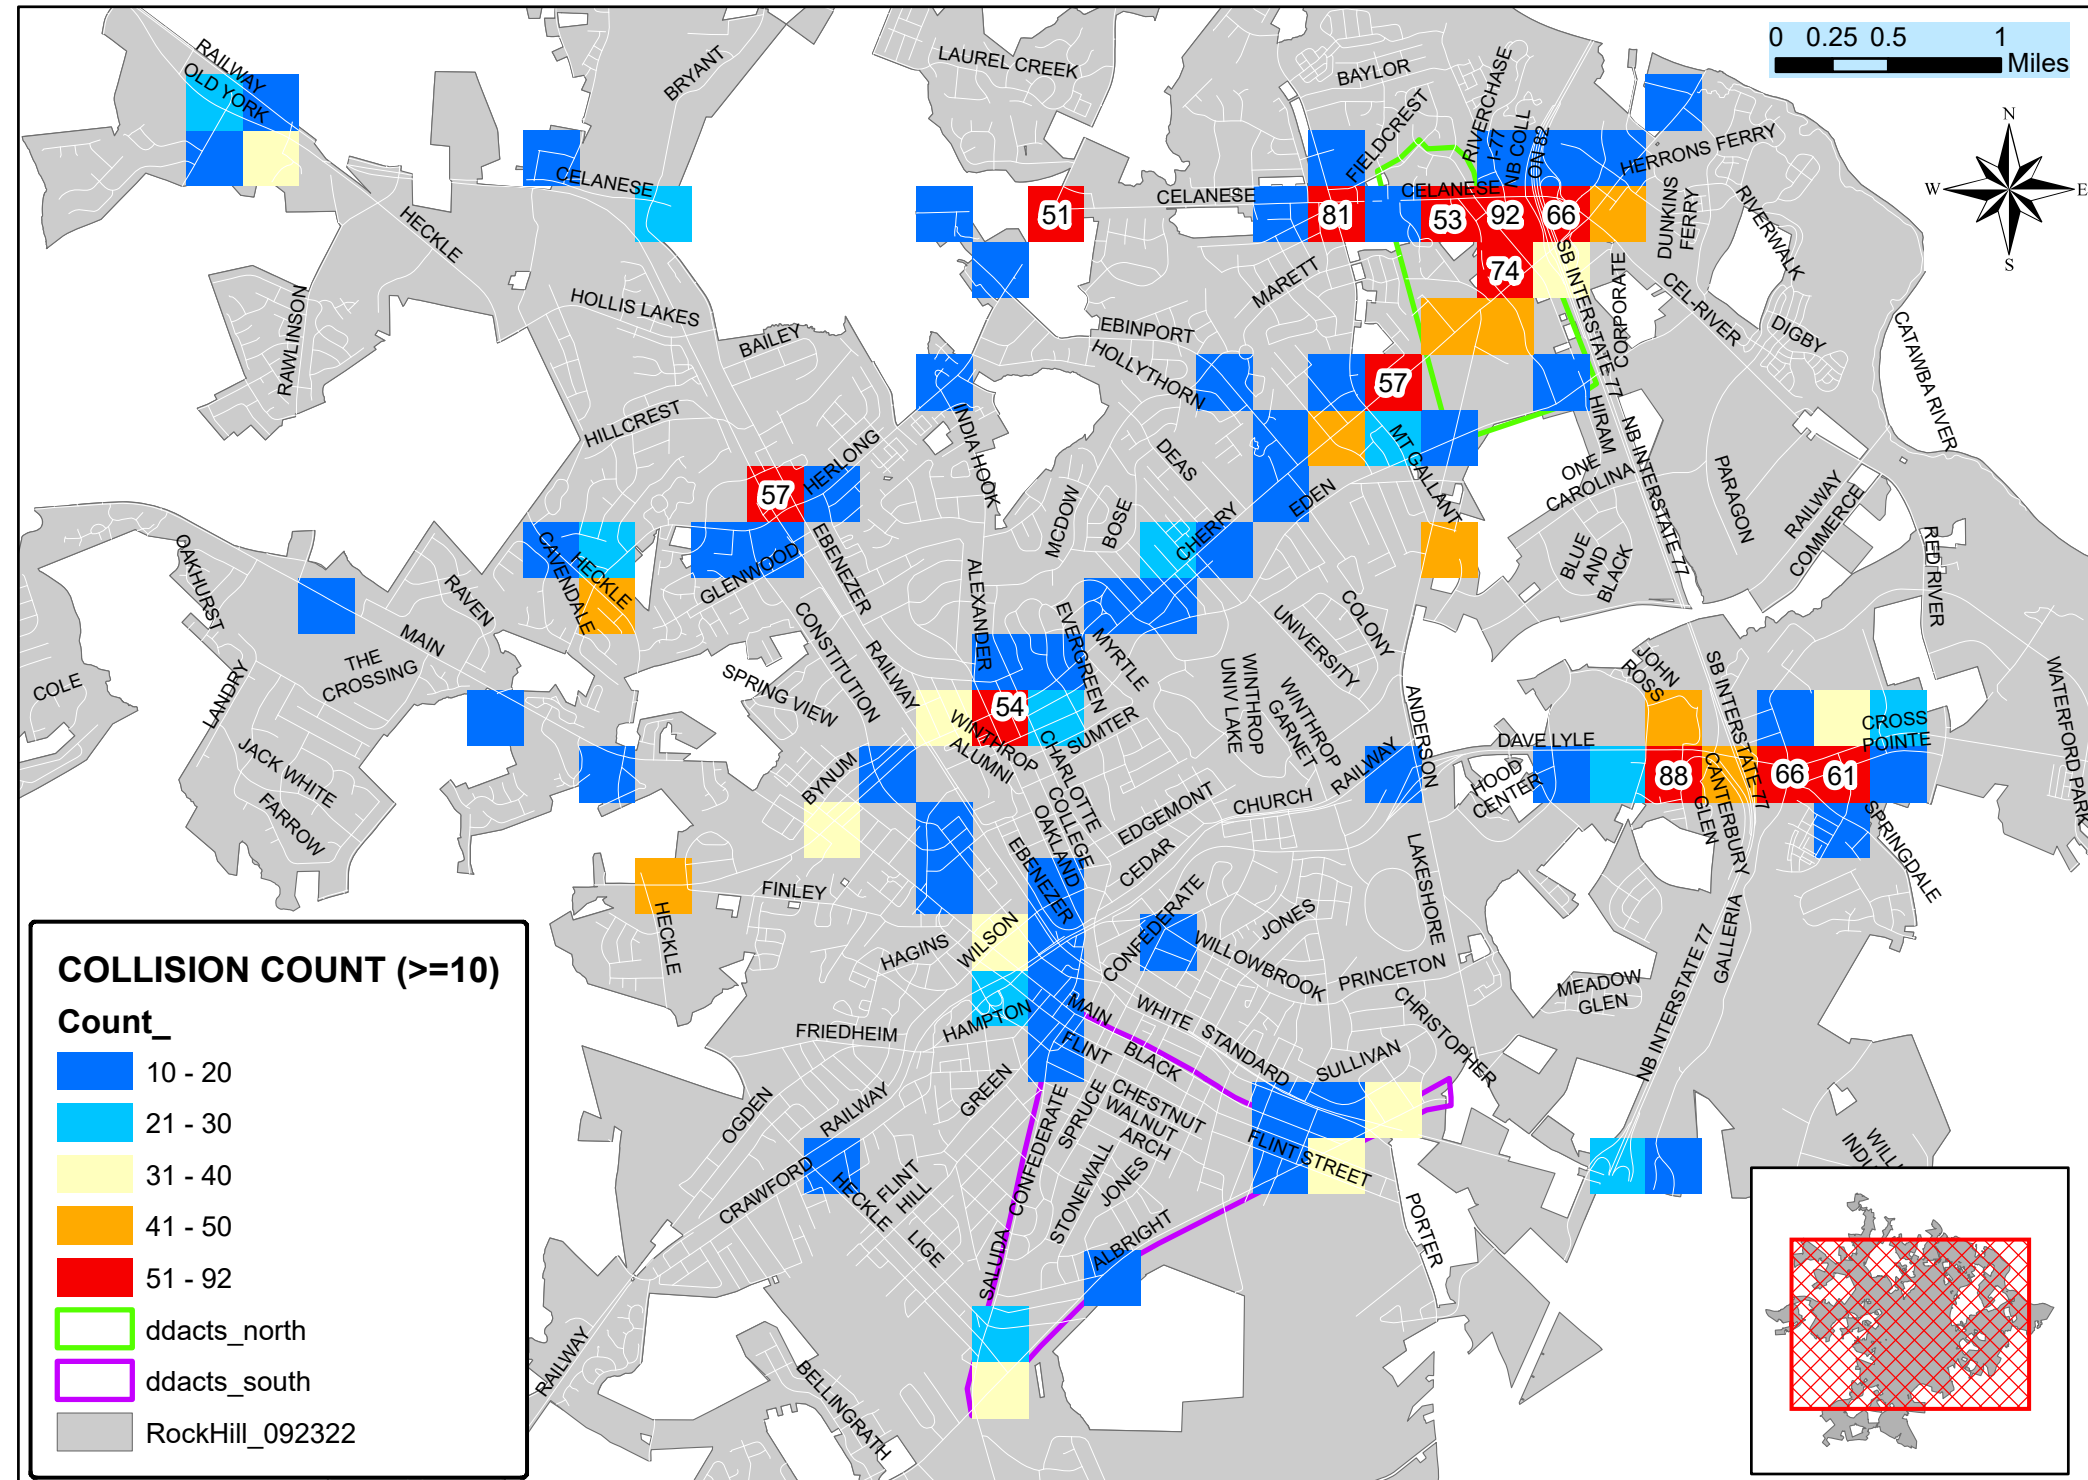 0 0.25 0.5 1
Miles
N
W
E
S
RAILWAY
OLD YORK
BRYANT
LAUREL CREEK
BAYLOR
FIELDCREST
RIVERCHASE
I-77
NB COLL
ON 82
HERRONS FERRY
CELANESE
CELANESE
CELANESE
HECKLE
DUNKINS
FERRY
RIVERWALK
51
81
53
92
66
74
MARETT
SB INTERSTATE 77
CORPORATE
CEL-RIVER
DIGBY
CATAWBA RIVER
RAWLINSON
HOLLIS LAKES
BAILEY
EBINPORT
HOLLYTHORN
57
HIRAM
HILLCREST
HERLONG
INDIA HOOK
DEAS
MT GALLANT
NB INTERSTATE 77
ONE
CAROLINA
PARAGON
RAILWAY
COMMERCE
57
MCDOW
BOSE
CHERRY
EDEN
BLUE
AND
BLACK
RED RIVER
OAKHURST
RAVEN
CAVENDALE
HECKLE
GLENWOOD
EBENEZER
ALEXANDER
CONSTITUTION
EVERGREEN
MYRTLE
UNIVERSITY
COLONY
MAIN
THE
CROSSING
COLE
LANDRY
SPRING VIEW
RAILWAY
WINTHROP
UNIV LAKE
WINTHROP
GARNET
JOHN
ROSS
SB INTERSTATE 77
WATERFORD PARK
54
WINTHROP
ALUMNI
SUMTER
CHARLOTTE
COLLEGE
OAKLAND
ANDERSON
DAVE LYLE
CROSS
POINTE
JACK WHITE
FARROW
BYNUM
RAILWAY
HOOD
CENTER
88
66
61
CANTERBURY
GLEN
SPRINGDALE
EDGEMONT
CHURCH
CEDAR
EBENEZER
LAKESHORE
FINLEY
HECKLE
HAGINS
WILSON
CONFEDERATE
JONES
WILLOWBROOK
PRINCETON
GALLERIA
NB INTERSTATE 77
MEADOW
GLEN
FRIEDHEIM
HAMPTON
MAIN
WHITE
STANDARD
SULLIVAN
CHRISTOPHER
FLINT
BLACK
OGDEN
RAILWAY
GREEN
CONFEDERATE
SPRUCE
CHESTNUT
WALNUT
ARCH
FLINT STREET
CRAWFORD
HECKLE
FLINT
HILL
LIGE
STONEWALL
JONES
ALBRIGHT
SALUDA
PORTER
RAILWAY
BELLINGRATH
COLLISION COUNT (>=10)
Count_
10 - 20
21 - 30
31 - 40
41 - 50
51 - 92
ddacts_north
ddacts_south
RockHill_092322